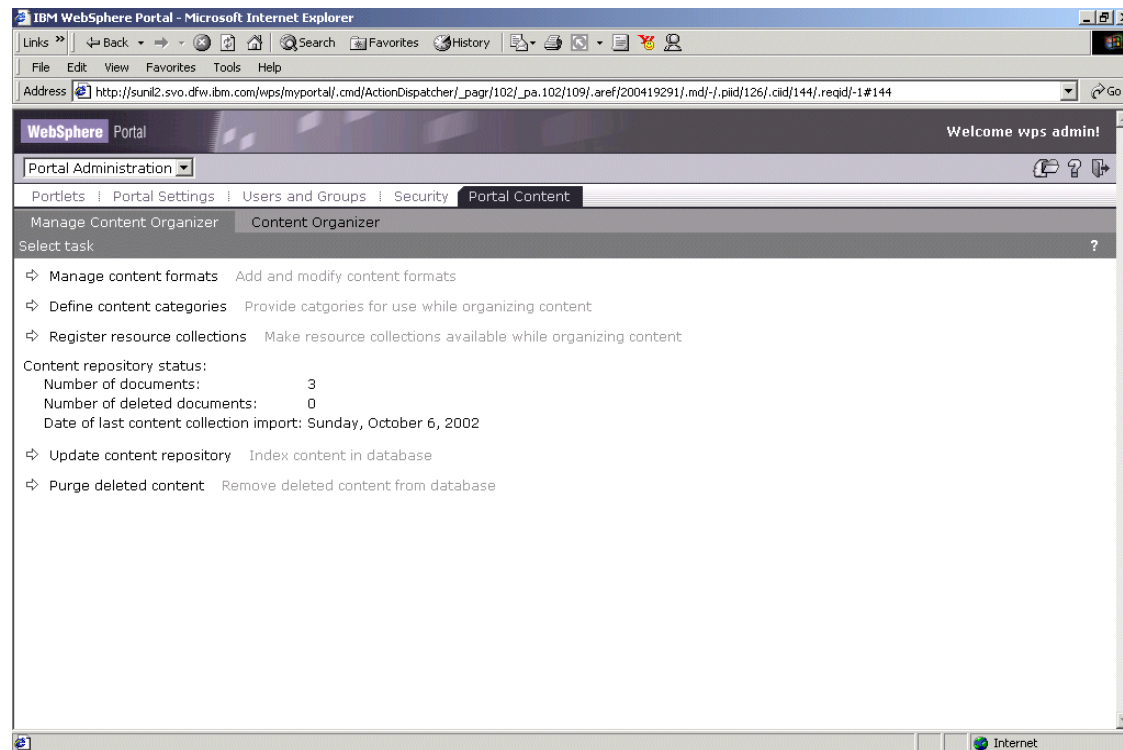 IBM WebSphere Portal - Microsoft Internet Explorer
Links » Back Search Favorites History
File Edit View Favorites Tools Help
Address http://sunil2.svo.dfw.ibm.com/wps/myportal/.cmd/ActionDispatcher/_pagr/102/_pa.102/109/.aref/200419291/.md/-/.piid/126/.ciid/144/.reqid/-1#144 Go
WebSphere Portal Welcome wps admin!
Portal Administration
Portlets Portal Settings Users and Groups Security Portal Content
Manage Content Organizer Content Organizer
Select task ?
Manage content formats Add and modify content formats
Define content categories Provide catgories for use while organizing content
Register resource collections Make resource collections available while organizing content
Content repository status:
Number of documents: 3
Number of deleted documents: 0
Date of last content collection import: Sunday, October 6, 2002
Update content repository Index content in database
Purge deleted content Remove deleted content from database
Internet